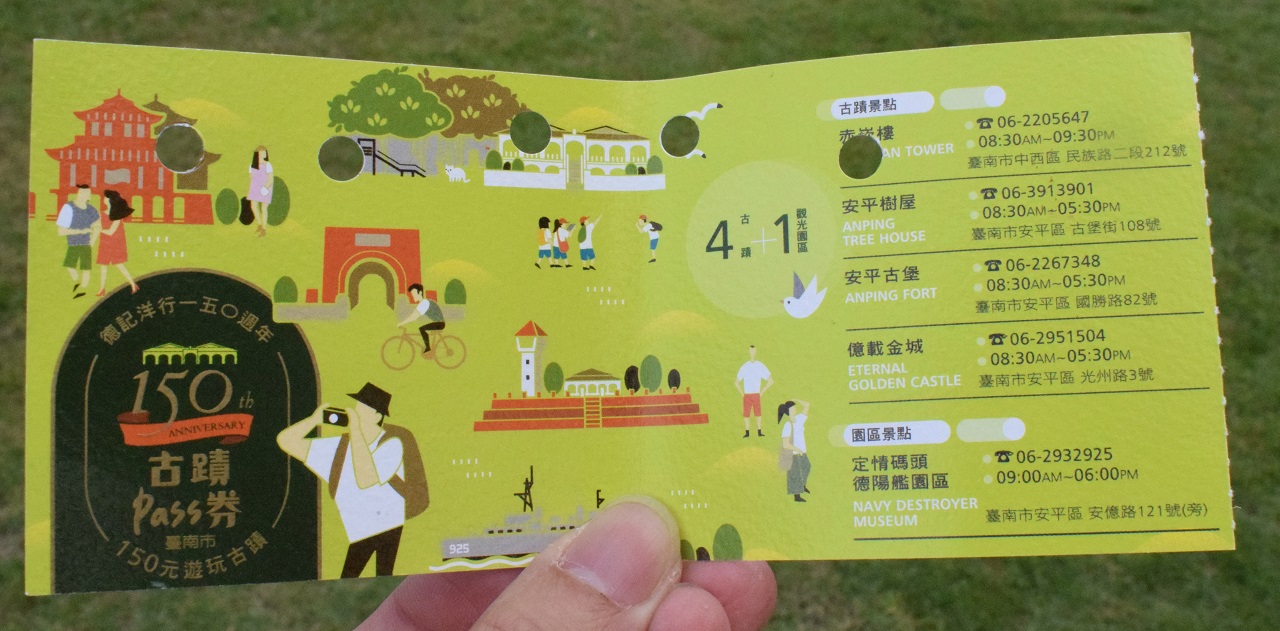 德記洋行一五〇週年
150th
ANNIVERSARY
古蹟
Pass券
臺南市
150元遊玩古蹟
925
4古蹟+1觀光園區
古蹟景點
赤崁樓
AN TOWER
☎06-2205647
08:30AM~09:30PM
臺南市中西區 民族路二段212號
安平樹屋
ANPING
TREE HOUSE
☎06-3913901
08:30AM~05:30PM
臺南市安平區 古堡街108號
安平古堡
ANPING FORT
☎06-2267348
08:30AM~05:30PM
臺南市安平區 國勝路82號
億載金城
ETERNAL
GOLDEN CASTLE
☎06-2951504
08:30AM~05:30PM
臺南市安平區 光州路3號
園區景點
定情碼頭
德陽艦園區
NAVY DESTROYER
MUSEUM
☎06-2932925
09:00AM~06:00PM
臺南市安平區 安億路121號(旁)